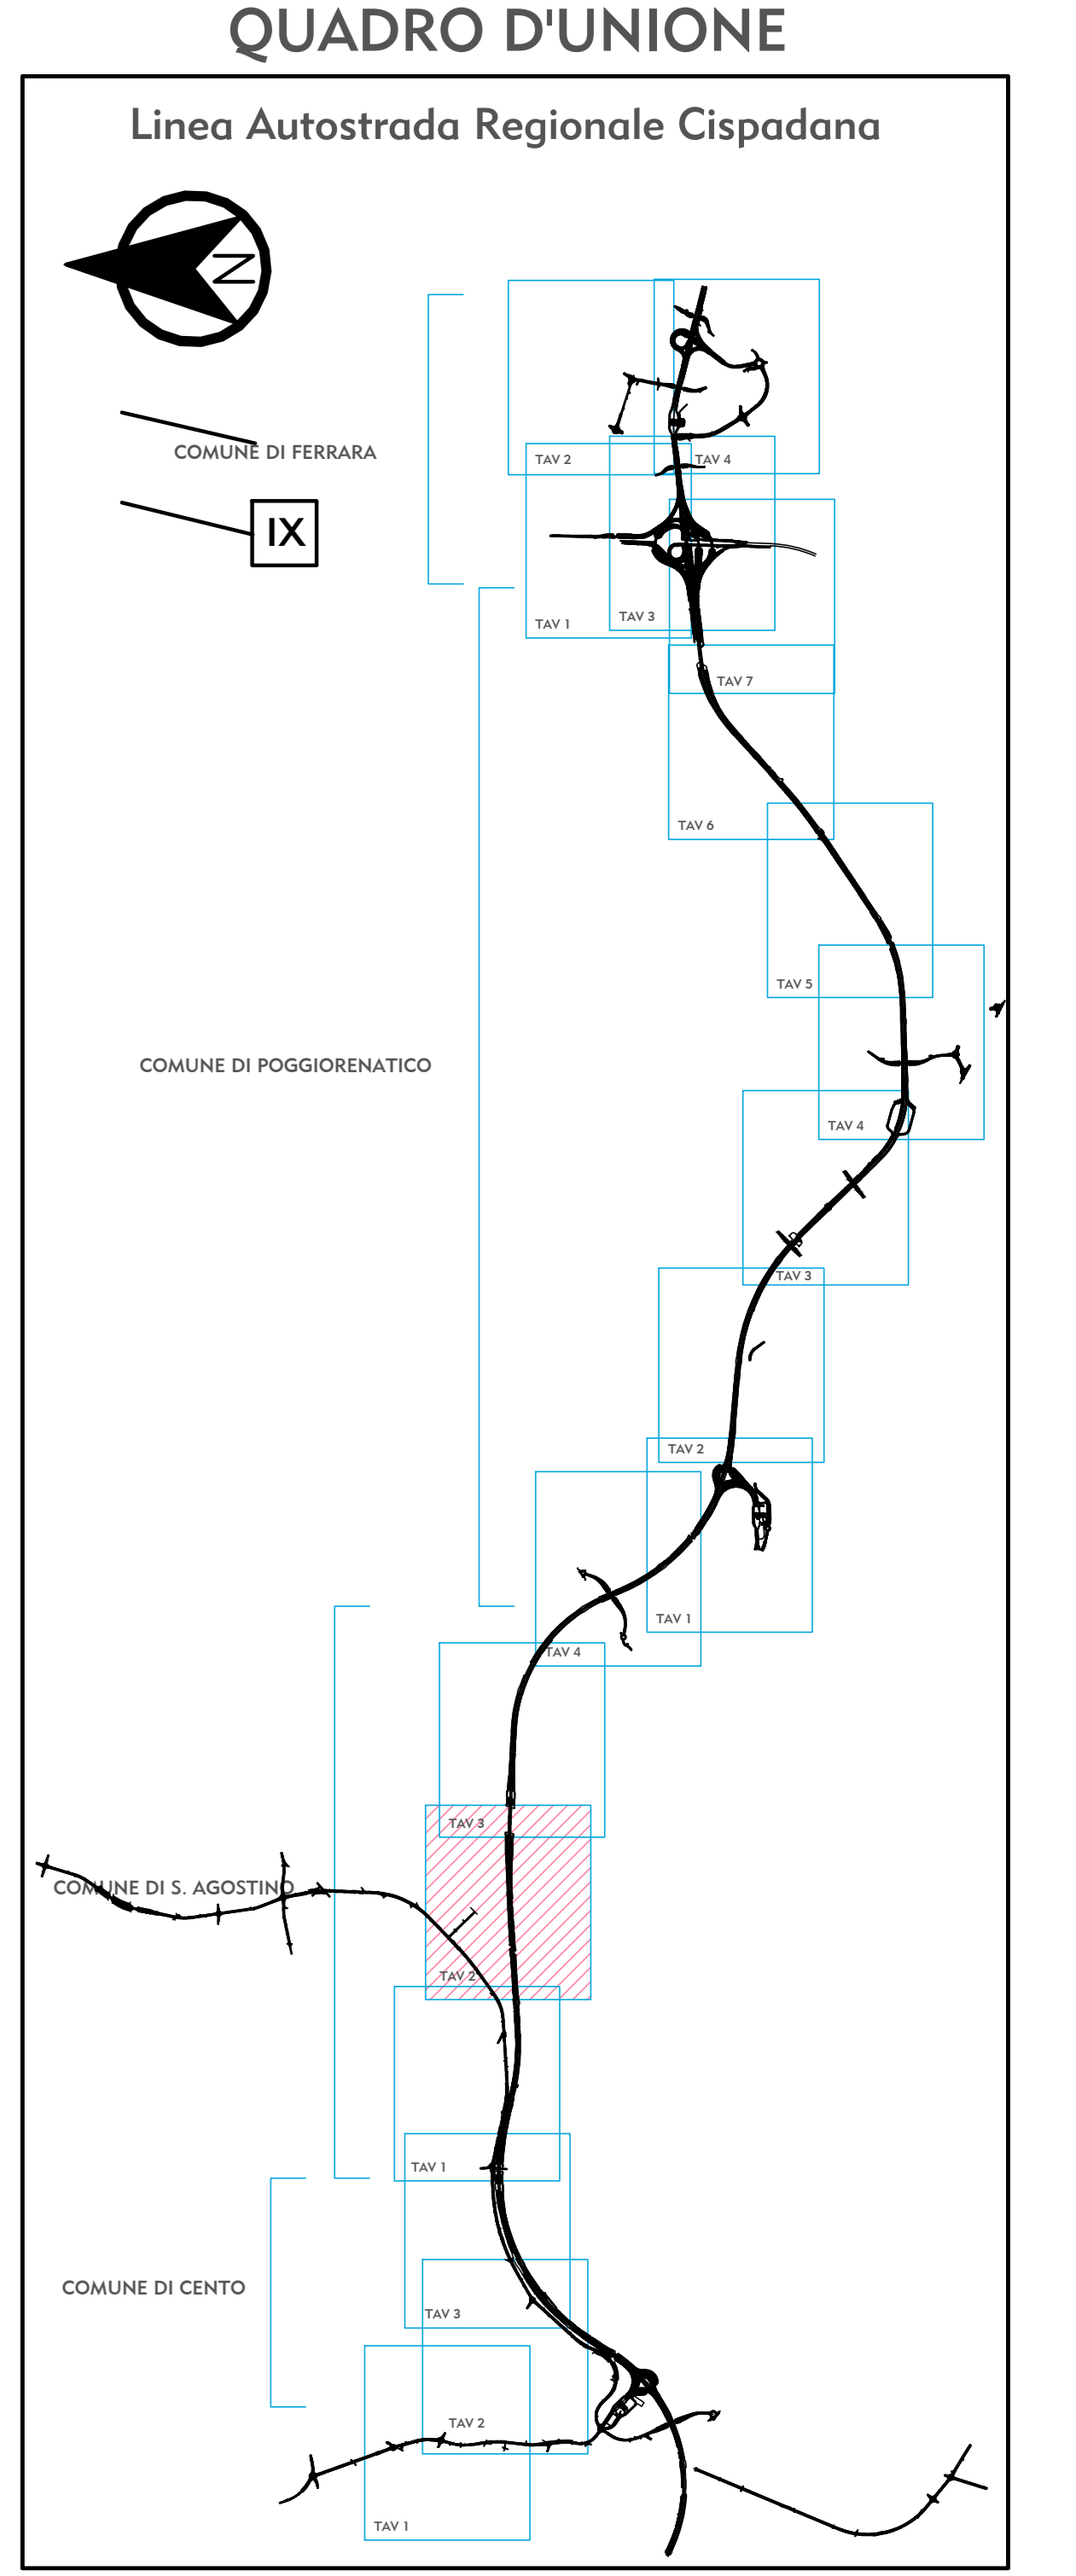 QUADRO D'UNIONE
Linea Autostrada Regionale Cispadana
N
COMUNE DI FERRARA
TAV 2
TAV 4
IX
TAV 1
TAV 3
TAV 7
TAV 6
TAV 5
COMUNE DI POGGIORENATICO
TAV 4
TAV 3
TAV 2
TAV 1
TAV 4
TAV 3
COMUNE DI S. AGOSTINO
TAV 2
TAV 1
COMUNE DI CENTO
TAV 3
TAV 2
TAV 1